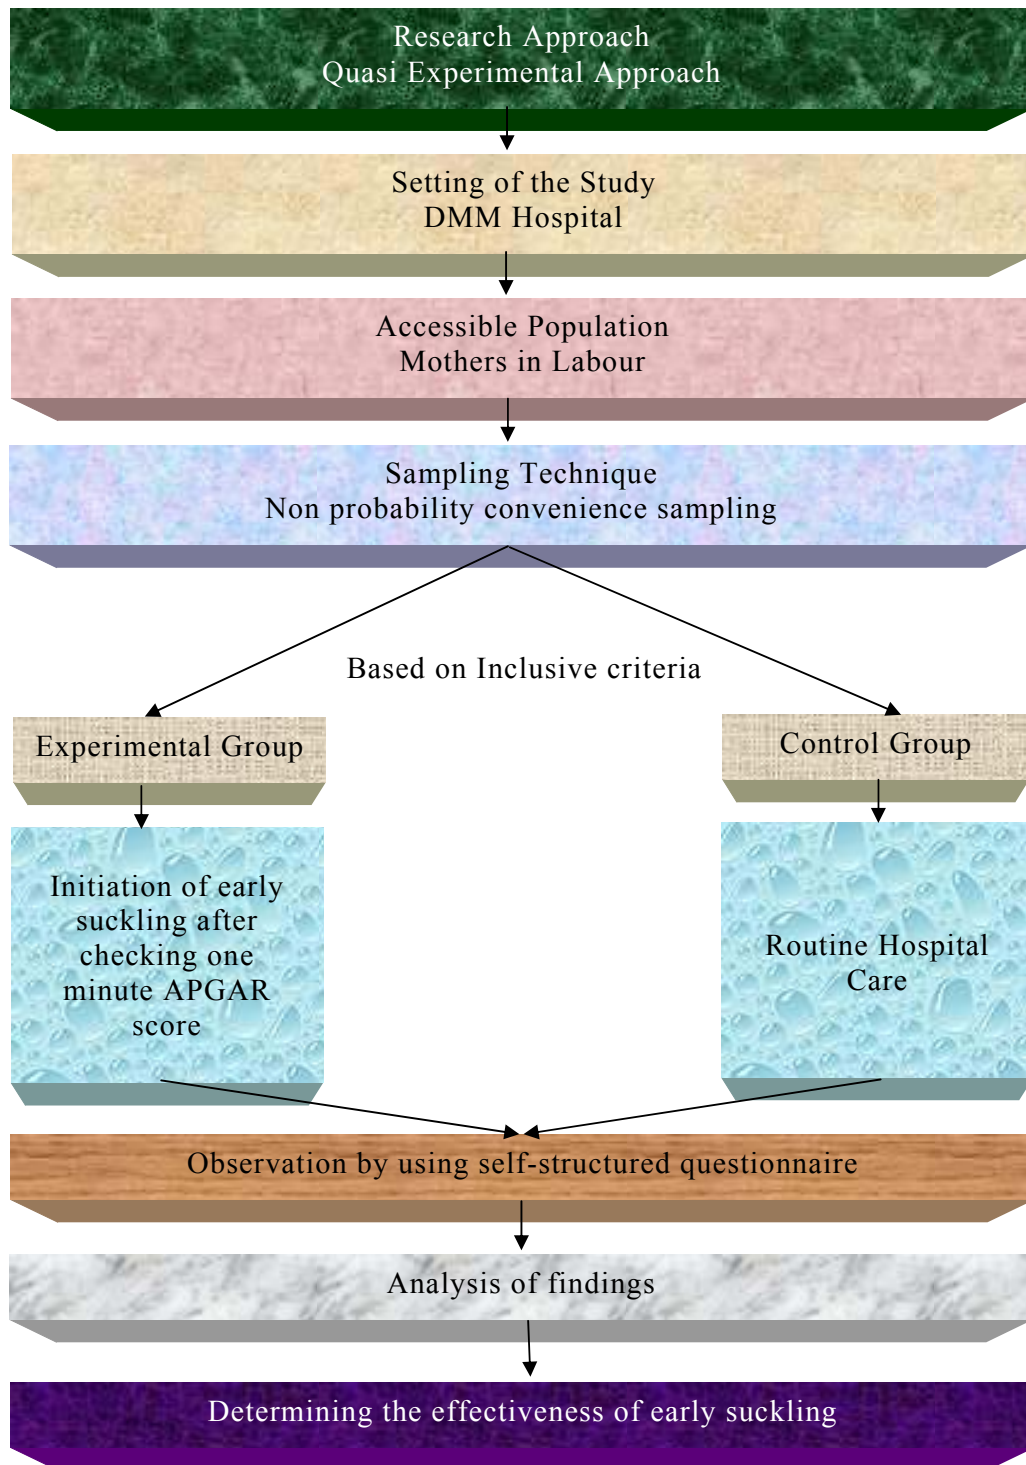 Research Approach
Quasi Experimental Approach
Setting of the Study
DMM Hospital
Accessible Population
Mothers in Labour
Sampling Technique
Non probability convenience sampling
Based on Inclusive criteria
Experimental Group
Control Group
Initiation of early
suckling after
checking one
minute APGAR
score
Routine Hospital
Care
Observation by using self-structured questionnaire
Analysis of findings
Determining the effectiveness of early suckling